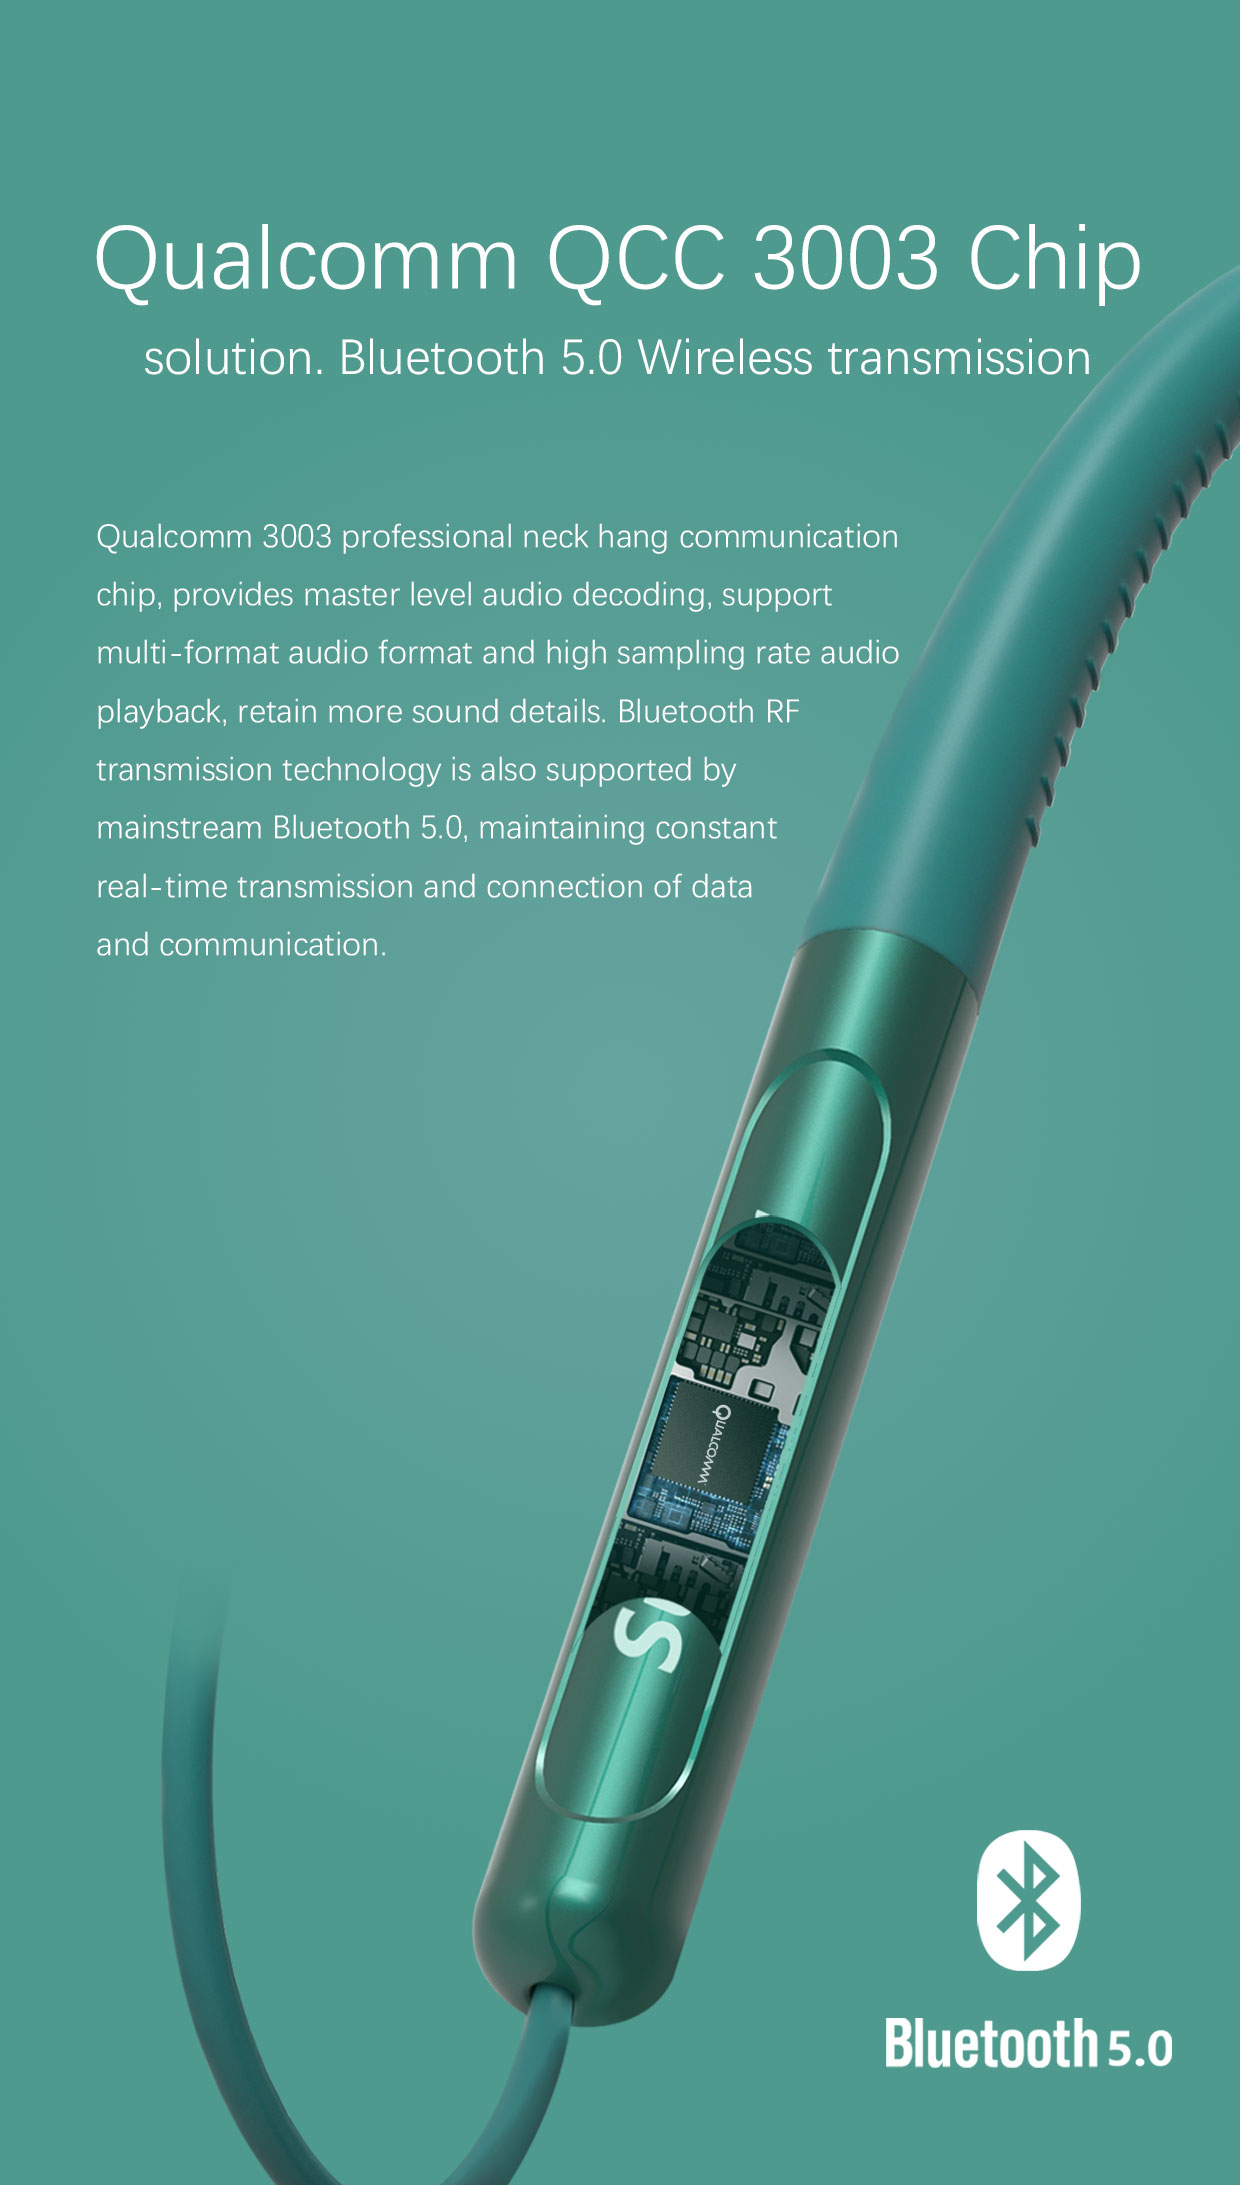 Qualcomm QCC 3003 Chip
solution. Bluetooth 5.0 Wireless transmission
Qualcomm 3003 professional neck hang communication
chip, provides master level audio decoding, support
multi-format audio format and high sampling rate audio
playback, retain more sound details. Bluetooth RF
transmission technology is also supported by
mainstream Bluetooth 5.0, maintaining constant
real-time transmission and connection of data
and communication.
QUALCOMM
Bluetooth 5.0